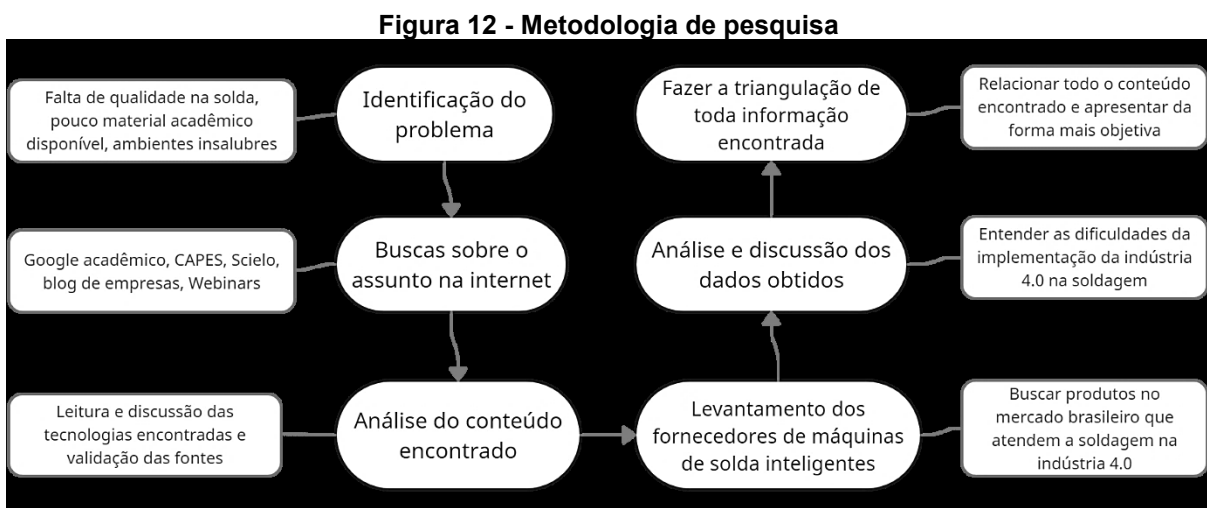 Figura 12 - Metodologia de pesquisa
Falta de qualidade na solda,
pouco material acadêmico
disponível, ambientes insalubres
Identificação do
problema
Google acadêmico, CAPES, Scielo,
blog de empresas, Webinars
Buscas sobre o
assunto na internet
Leitura e discussão das
tecnologias encontradas e
validação das fontes
Análise do conteúdo
encontrado
Levantamento dos
fornecedores de máquinas
de solda inteligentes
Buscar produtos no
mercado brasileiro que
atendem a soldagem na
indústria 4.0
Análise e discussão dos
dados obtidos
Entender as dificuldades da
implementação da indústria
4.0 na soldagem
Fazer a triangulação de
toda informação
encontrada
Relacionar todo o conteúdo
encontrado e apresentar da
forma mais objetiva